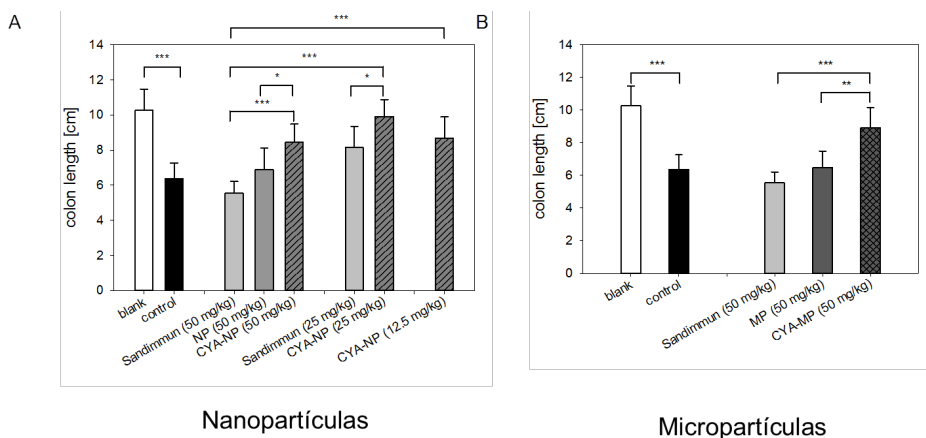 A
B
***
14
12
10
8
6
4
2
0
colon length [cm]
***
***
*
***
*
blank
control
Sandimmun (50 mg/kg)
NP (50 mg/kg)
CYA-NP (50 mg/kg)
Sandimmun (25 mg/kg)
CYA-NP (25 mg/kg)
CYA-NP (12.5 mg/kg)
Nanopartículas
14
12
10
8
6
4
2
0
colon length [cm]
***
***
**
blank
control
Sandimmun (50 mg/kg)
MP (50 mg/kg)
CYA-MP (50 mg/kg)
Micropartículas